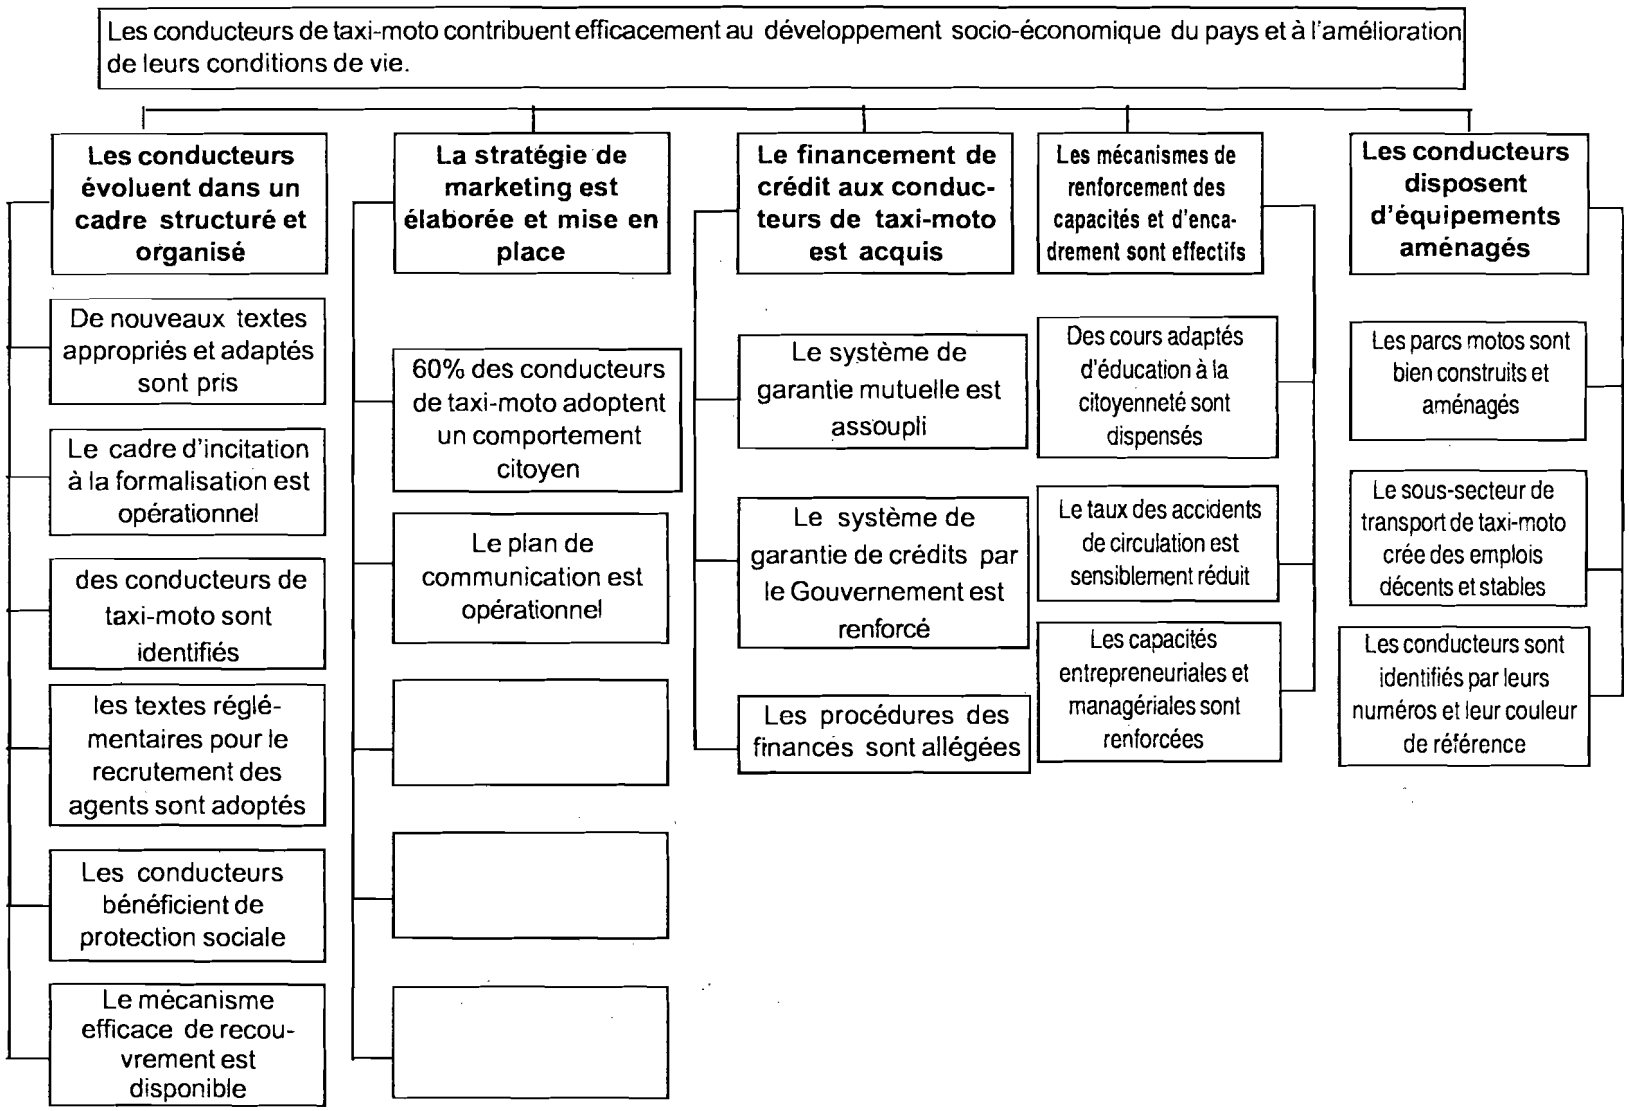 Les conducteurs de taxi-moto contribuent efficacement au développement socio-économique du pays et à l'amélioration
de leurs conditions de vie.
Les conducteurs
évoluent dans un
cadre structuré et
organisé
De nouveaux textes
appropriés et adaptés
sont pris
Le cadre d'incitation
à la formalisation est
opérationnel
des conducteurs de
taxi-moto sont
identifiés
les textes réglé-
mentaires pour le
recrutement des
agents sont adoptés
Les conducteurs
bénéficient de
protection sociale
Le mécanisme
efficace de recou-
vrement est
disponible
La stratégie de
marketing est
élaborée et mise en
place
60% des conducteurs
de taxi-moto adoptent
un comportement
citoyen
Le plan de
communication est
opérationnel
Le financement de
crédit aux conduc-
teurs de taxi-moto
est acquis
Le système de
garantie mutuelle est
assoupli
Le système de
garantie de crédits par
le Gouvernement est
renforcé
Les procédures des
finances sont allégées
Les mécanismes de
renforcement des
capacités et d'enca-
drement sont effectifs
Des cours adaptés
d'éducation à la
citoyenneté sont
dispensés
Le taux des accidents
de circulation est
sensiblement réduit
Les capacités
entrepreneuriales et
managériales sont
renforcées
Les conducteurs
disposent
d'équipements
aménagés
Les parcs motos sont
bien construits et
aménagés
Le sous-secteur de
transport de taxi-moto
crée des emplois
décents et stables
Les conducteurs sont
identifiés par leurs
numéros et leur couleur
de référence